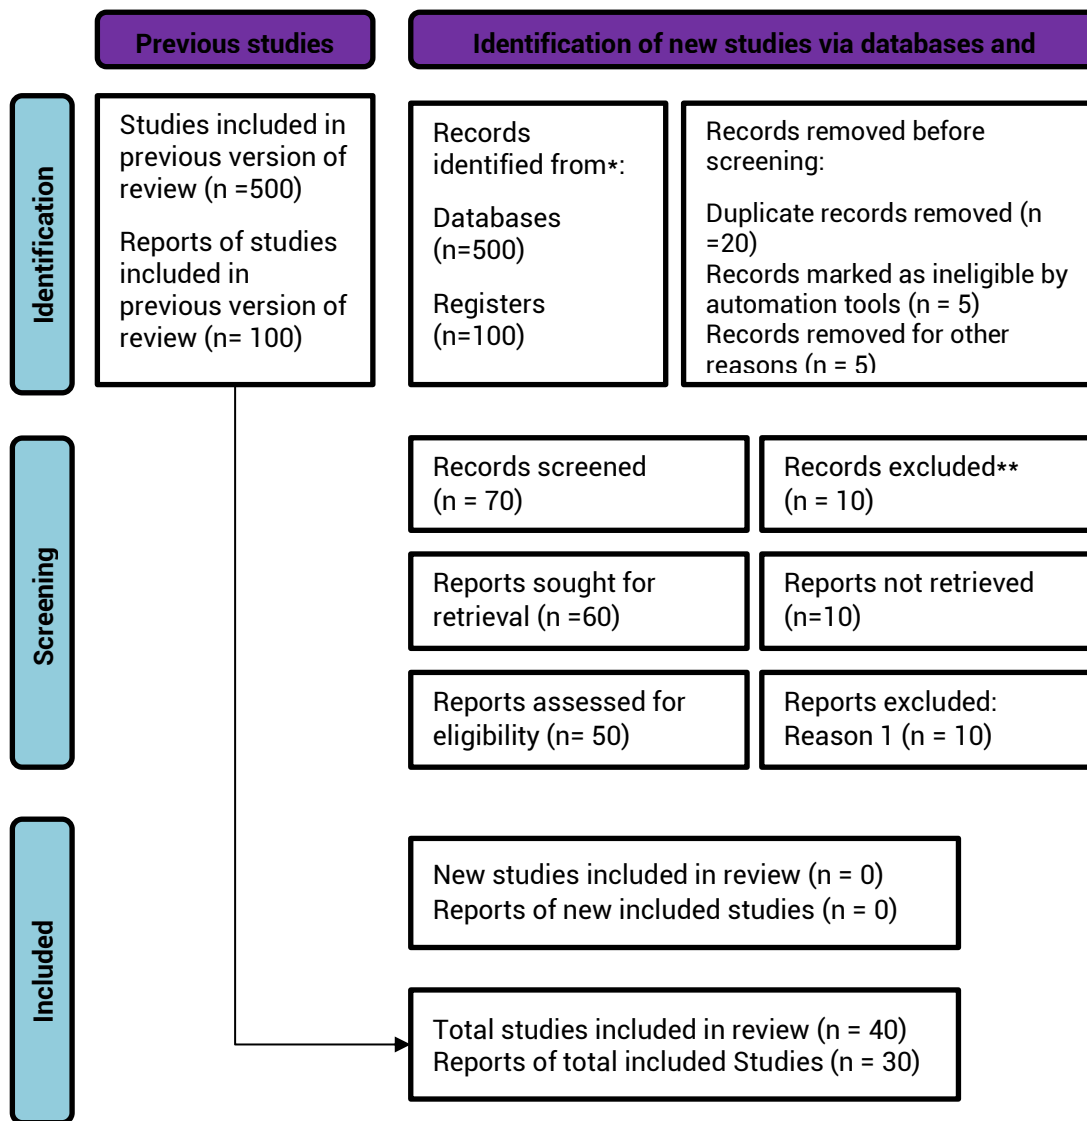 Previous studies
Identification of new studies via databases and
Identification
Studies included in
previous version of
review (n =500)
Reports of studies
included in
previous version of
review (n= 100)
Records
identified from*:
Databases
(n=500)
Registers
(n=100)
Records removed before
screening:
Duplicate records removed (n
=20)
Records marked as ineligible by
automation tools (n = 5)
Records removed for other
reasons (n = 5)
Screening
Records screened
(n = 70)
Records excluded**
(n = 10)
Reports sought for
retrieval (n =60)
Reports not retrieved
(n=10)
Reports assessed for
eligibility (n= 50)
Reports excluded:
Reason 1 (n = 10)
Included
New studies included in review (n = 0)
Reports of new included studies (n = 0)
Total studies included in review (n = 40)
Reports of total included Studies (n = 30)